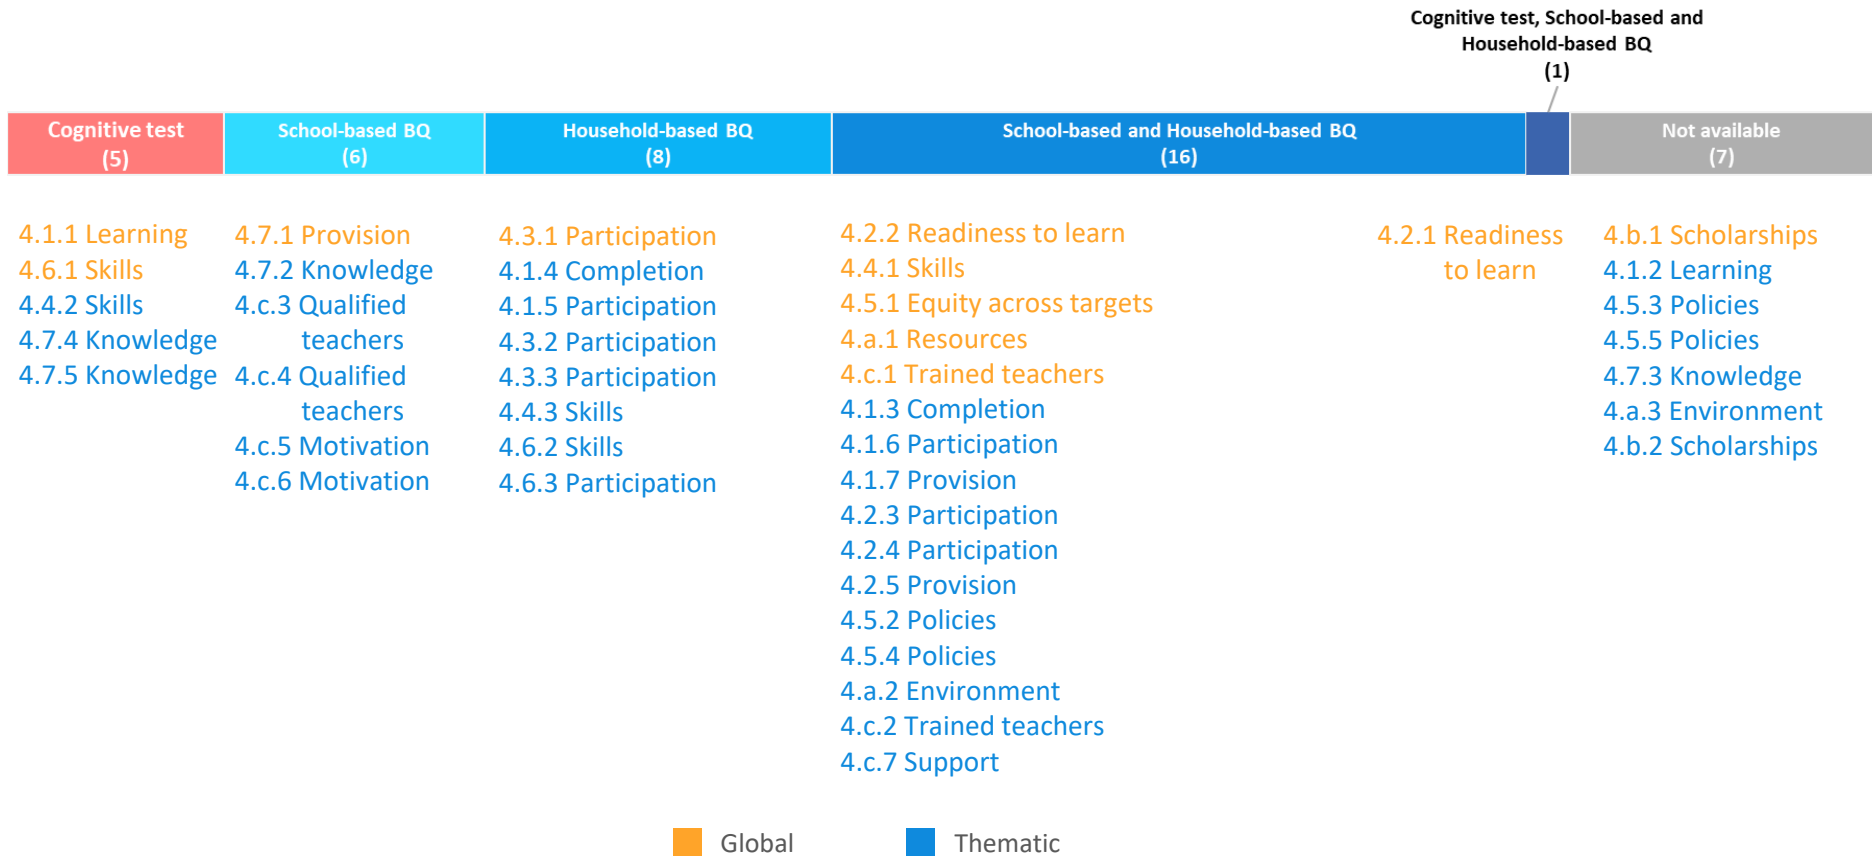 Cognitive test, School-based and
Household-based BQ
(1)
Cognitive test
(5)
School-based BQ
(6)
Household-based BQ
(8)
School-based and Household-based BQ
(16)
Not available
(7)
4.1.1 Learning
4.6.1 Skills
4.4.2 Skills
4.7.4 Knowledge
4.7.5 Knowledge
4.7.1 Provision
4.7.2 Knowledge
4.c.3 Qualified
teachers
4.c.4 Qualified
teachers
4.c.5 Motivation
4.c.6 Motivation
4.3.1 Participation
4.1.4 Completion
4.1.5 Participation
4.3.2 Participation
4.3.3 Participation
4.4.3 Skills
4.6.2 Skills
4.6.3 Participation
4.2.2 Readiness to learn
4.4.1 Skills
4.5.1 Equity across targets
4.a.1 Resources
4.c.1 Trained teachers
4.1.3 Completion
4.1.6 Participation
4.1.7 Provision
4.2.3 Participation
4.2.4 Participation
4.2.5 Provision
4.5.2 Policies
4.5.4 Policies
4.a.2 Environment
4.c.2 Trained teachers
4.c.7 Support
4.2.1 Readiness
to learn
4.b.1 Scholarships
4.1.2 Learning
4.5.3 Policies
4.5.5 Policies
4.7.3 Knowledge
4.a.3 Environment
4.b.2 Scholarships
Global
Thematic